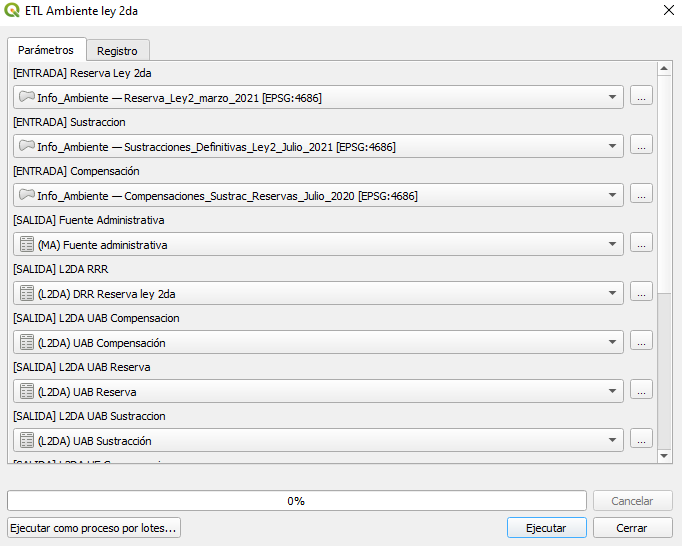 ETL Ambiente ley 2da
Parámetros
Registro
[ENTRADA] Reserva Ley 2da
Info_Ambiente — Reserva_Ley2_marzo_2021 [EPSG:4686]
...
[ENTRADA] Sustraccion
Info_Ambiente — Sustracciones_Definitivas_Ley2_Julio_2021 [EPSG:4686]
...
[ENTRADA] Compensación
Info_Ambiente — Compensaciones_Sustrac_Reservas_Julio_2020 [EPSG:4686]
...
[SALIDA] Fuente Administrativa
(MA) Fuente administrativa
...
[SALIDA] L2DA RRR
(L2DA) DRR Reserva ley 2da
...
[SALIDA] L2DA UAB Compensacion
(L2DA) UAB Compensación
...
[SALIDA] L2DA UAB Reserva
(L2DA) UAB Reserva
...
[SALIDA] L2DA UAB Sustraccion
(L2DA) UAB Sustracción
...
[SALIDA] L2DA UE
0%
Cancelar
Ejecutar como proceso por lotes...
Ejecutar
Cerrar